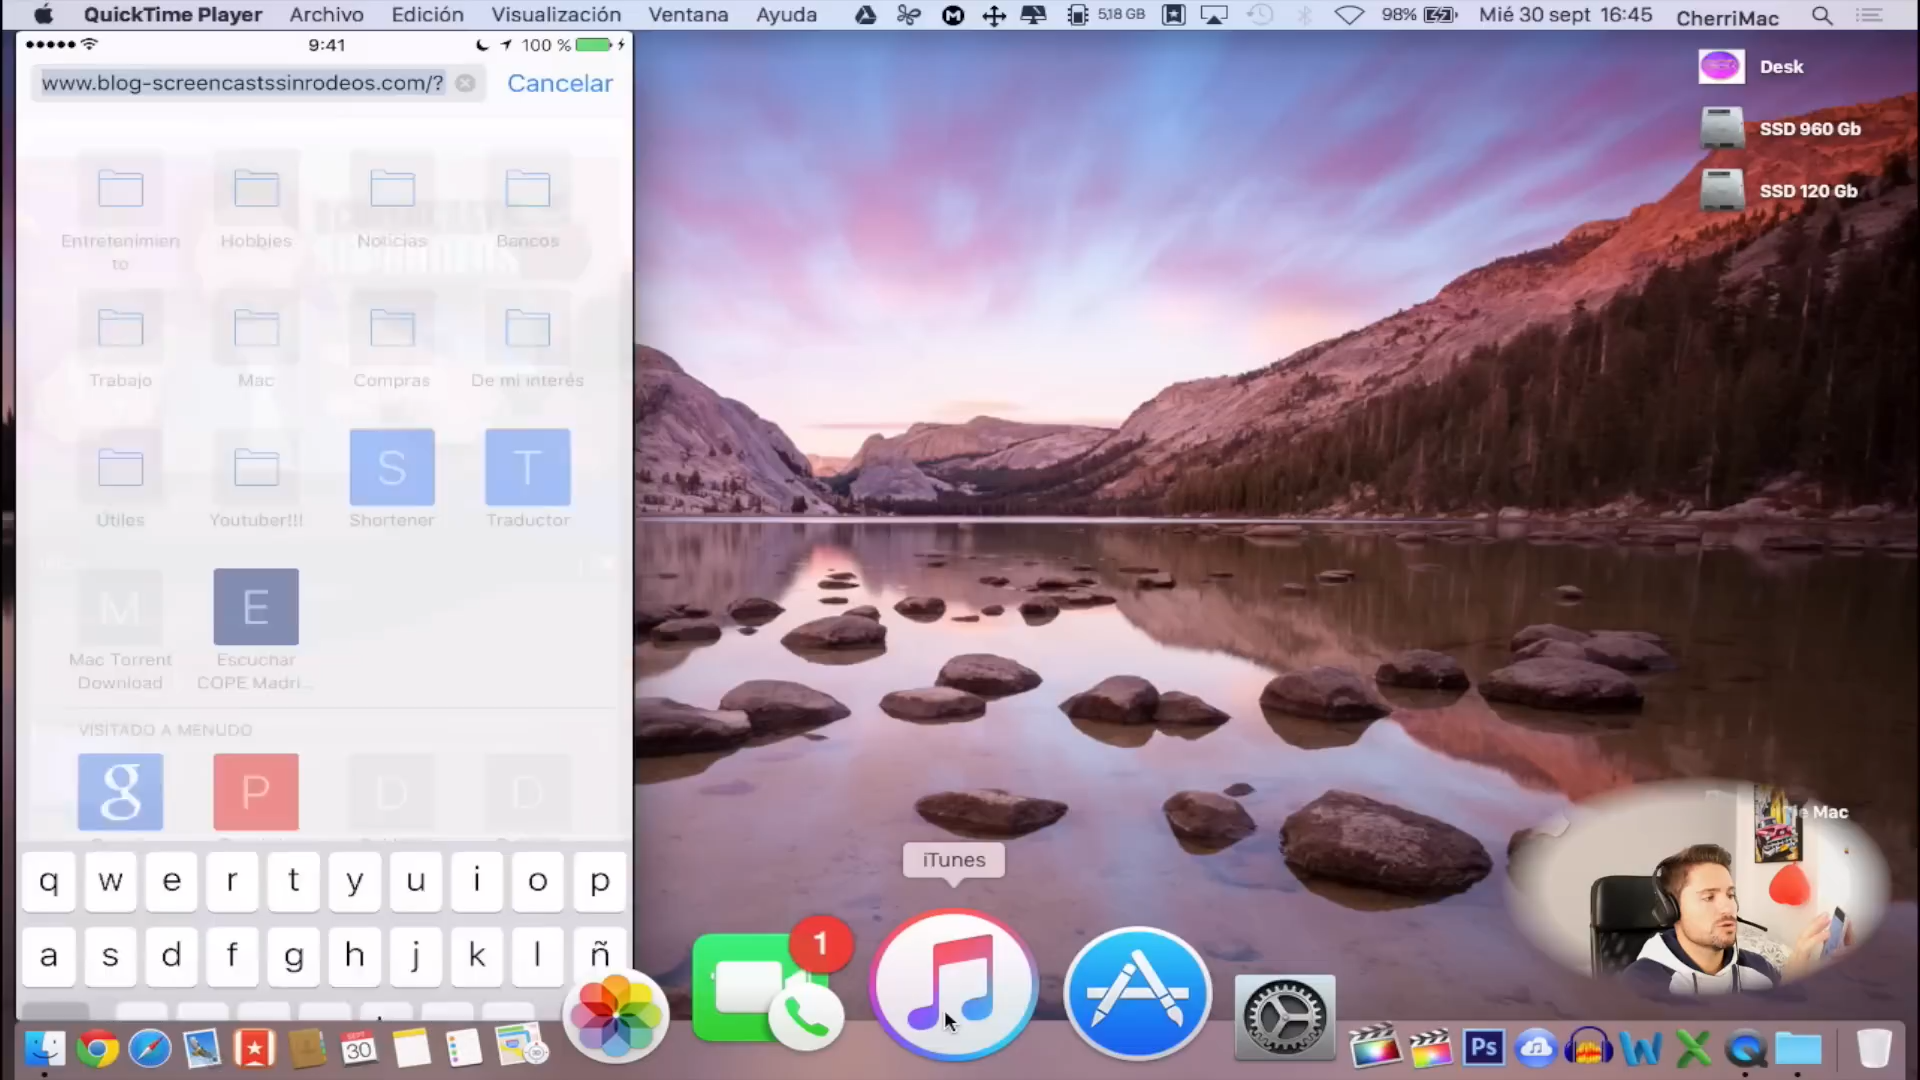 QuickTime Player Archivo Edición Visualización Ventana Ayuda 5,18 GB 98% Mié 30 sept 16:45 CherriMac
9:41 100 %
www.blog-screencastssinrodeos.com/? Cancelar
Entretenimien
to
Hobbies
Noticias
Bancos
Trabajo
Mac
Compras
De mi interés
S
T
Útiles
Youtuber!!!
Shortener
Traductor
M
E
Mac Torrent
Download
Escuchar
COPE Madri...
VISITADO A MENUDO
g
P
D
D
q w e r t y u i o p
a s d f g h j k l ñ
Desk
SSD 960 Gb
SSD 120 Gb
Mac
iTunes
1
SEPT
30
Ps
W
X